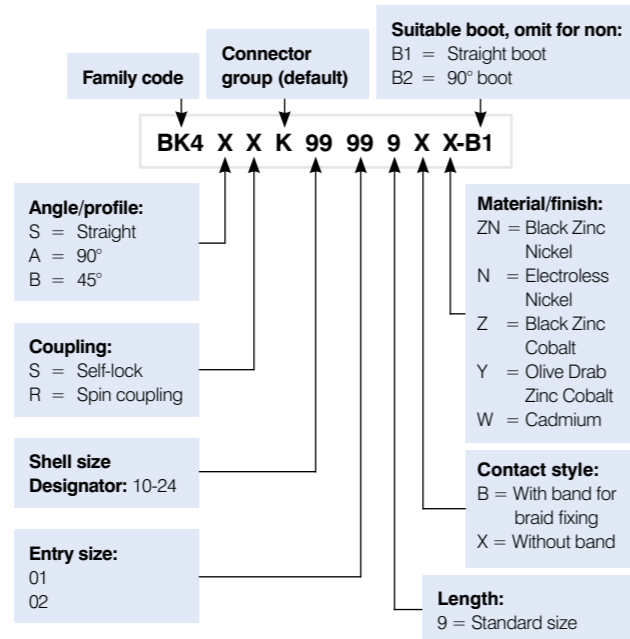 Suitable boot, omit for non:
B1 = Straight boot
B2 = 90° boot
Connector
group (default)
Family code
BK4 X X K 99 99 9 X X-B1
Angle/profile:
S = Straight
A = 90°
B = 45°
Coupling:
S = Self-lock
R = Spin coupling
Shell size
Designator: 10-24
Entry size:
01
02
Material/finish:
ZN = Black Zinc
Nickel
N = Electroless
Nickel
Z = Black Zinc
Cobalt
Y = Olive Drab
Zinc Cobalt
W = Cadmium
Contact style:
B = With band for
braid fixing
X = Without band
Length:
9 = Standard size